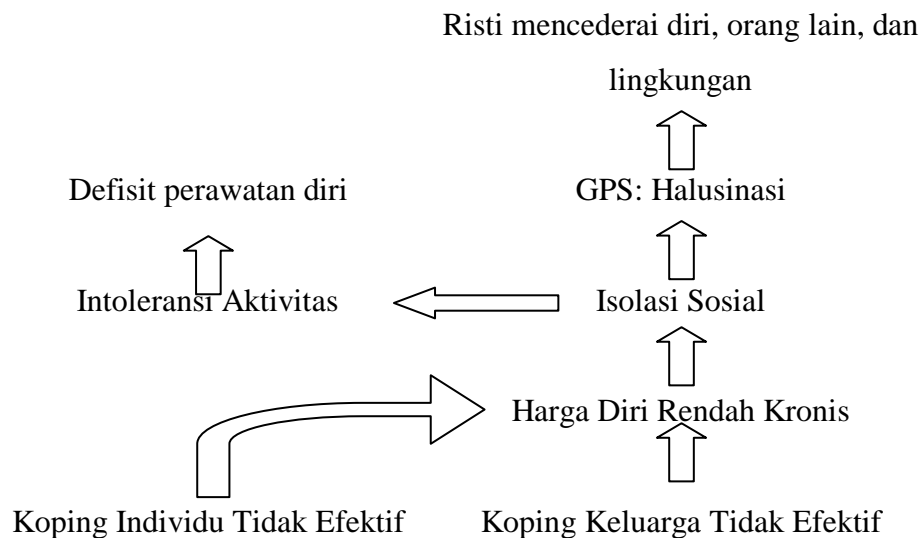 Risti mencederai diri, orang lain, dan
lingkungan
Defisit perawatan diri
GPS: Halusinasi
Intoleransi Aktivitas
Isolasi Sosial
Harga Diri Rendah Kronis
Koping Individu Tidak Efektif
Koping Keluarga Tidak Efektif